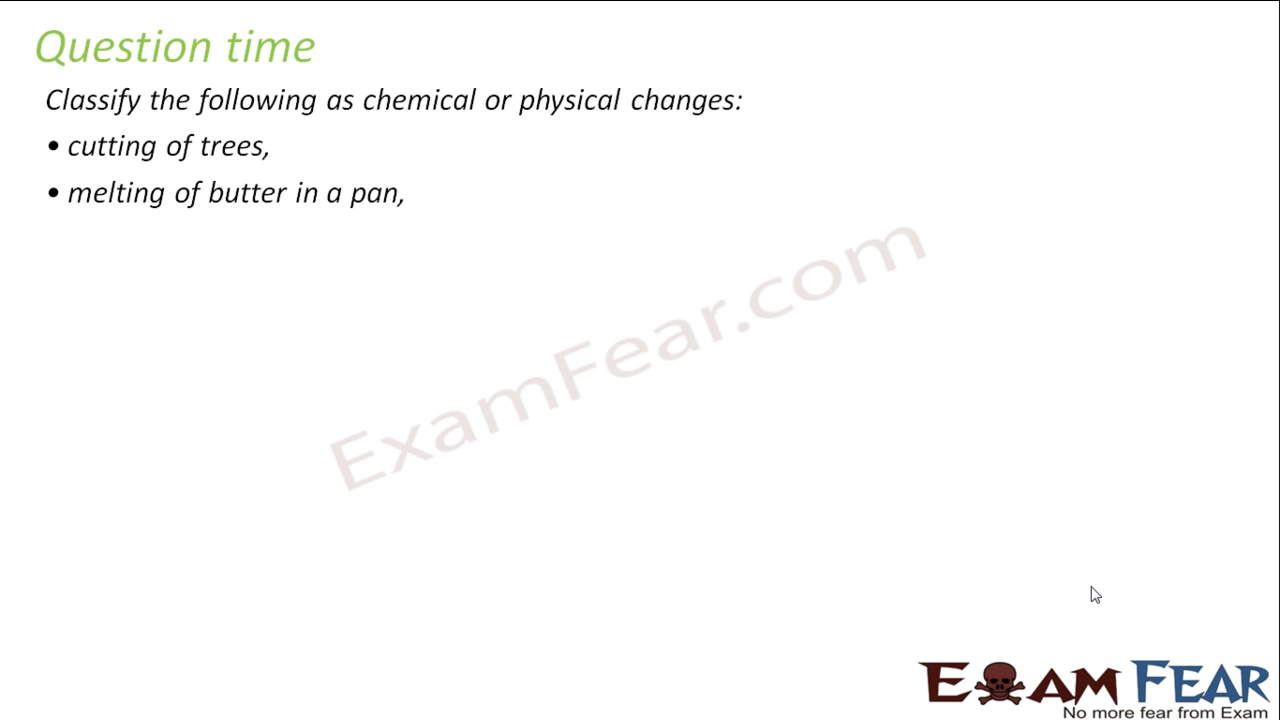 Question time
Classify the following as chemical or physical changes:
• cutting of trees,
• melting of butter in a pan,
ExamFear.com
EXAM FEAR
No more fear from Exam